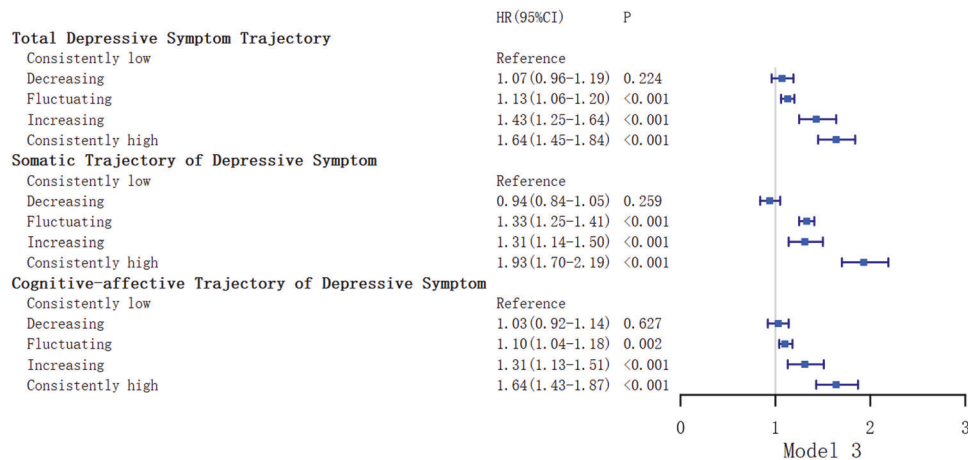 HR(95%CI) P
Total Depressive Symptom Trajectory
Consistently low Reference
Decreasing 1.07(0.96-1.19) 0.224
Fluctuating 1.13(1.06-1.20) <0.001
Increasing 1.43(1.25-1.64) <0.001
Consistently high 1.64(1.45-1.84) <0.001
Somatic Trajectory of Depressive Symptom
Consistently low Reference
Decreasing 0.94(0.84-1.05) 0.259
Fluctuating 1.33(1.25-1.41) <0.001
Increasing 1.31(1.14-1.50) <0.001
Consistently high 1.93(1.70-2.19) <0.001
Cognitive-affective Trajectory of Depressive Symptom
Consistently low Reference
Decreasing 1.03(0.92-1.14) 0.627
Fluctuating 1.10(1.04-1.18) 0.002
Increasing 1.31(1.13-1.51) <0.001
Consistently high 1.64(1.43-1.87) <0.001
0 1 2 3
Model 3